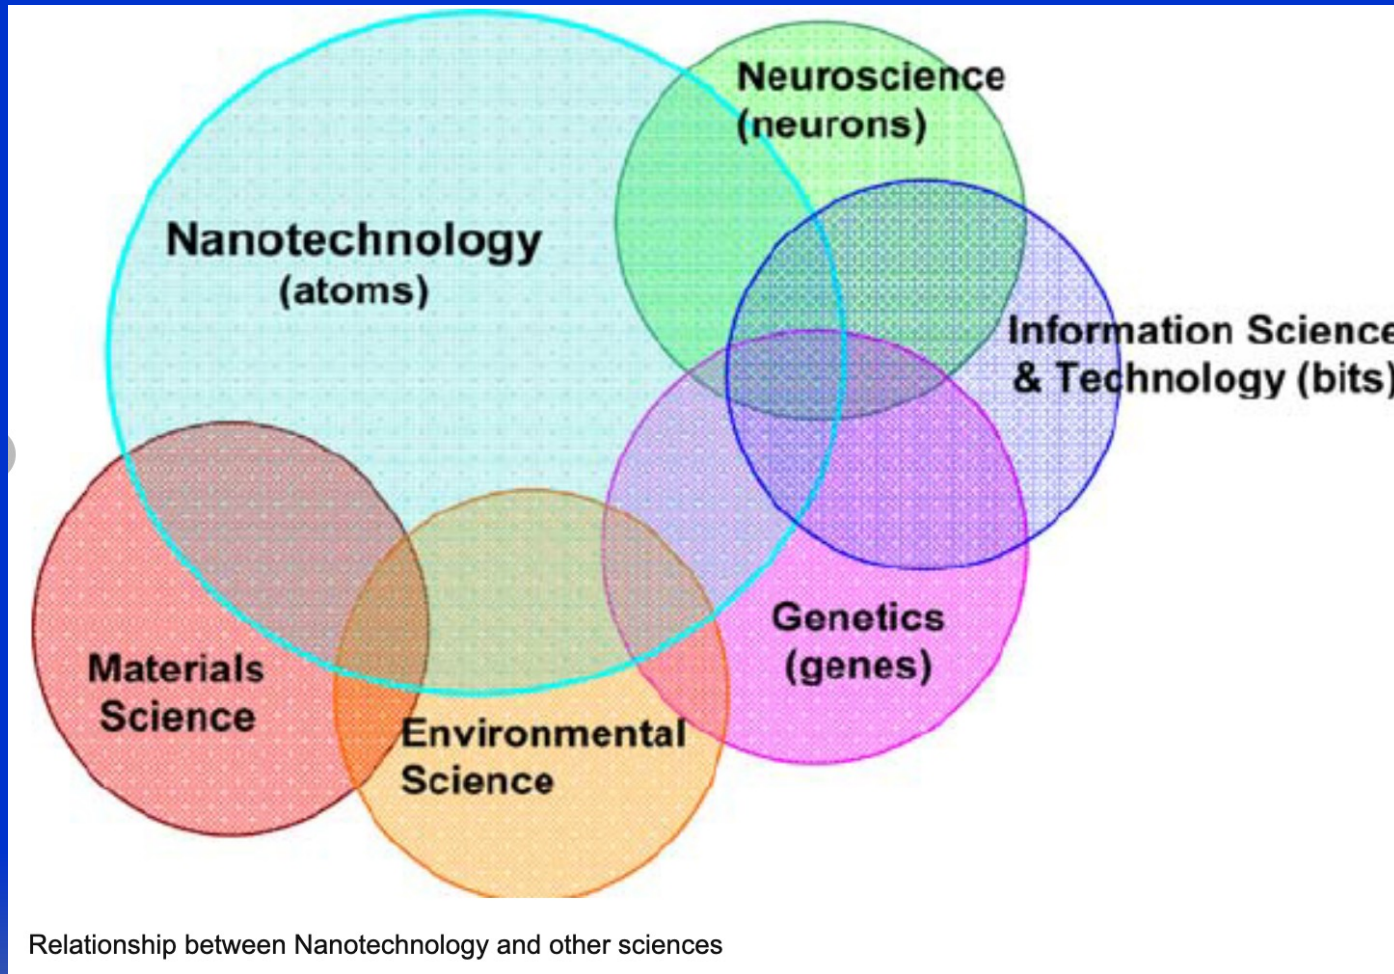 Neuroscience
(neurons)
Nanotechnology
(atoms)
Information Science
& Technology (bits)
Genetics
(genes)
Materials
Science
Environmental
Science
Relationship between Nanotechnology and other sciences